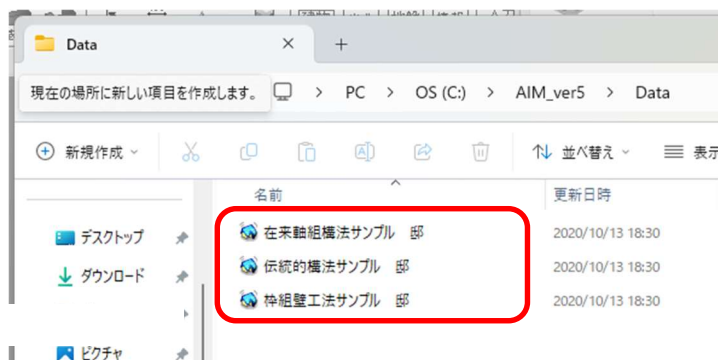 Data
現在の場所に新しい項目を作成します。
PC > OS (C:) > AIM_ver5 > Data
新規作成
並べ替え
表示
名前
更新日時
在来軸組構法サンプル 邸
2020/10/13 18:30
伝統的構法サンプル 邸
2020/10/13 18:30
枠組壁工法サンプル 邸
2020/10/13 18:30
デスクトップ
ダウンロード
ピクチャ